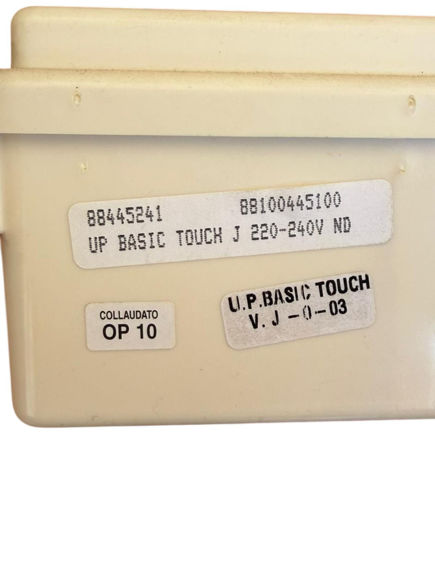 88445241 88100445100
UP BASIC TOUCH J 220-240V ND
COLLAUDATO
OP 10
U.P.BASIC TOUCH
V. J -0-03